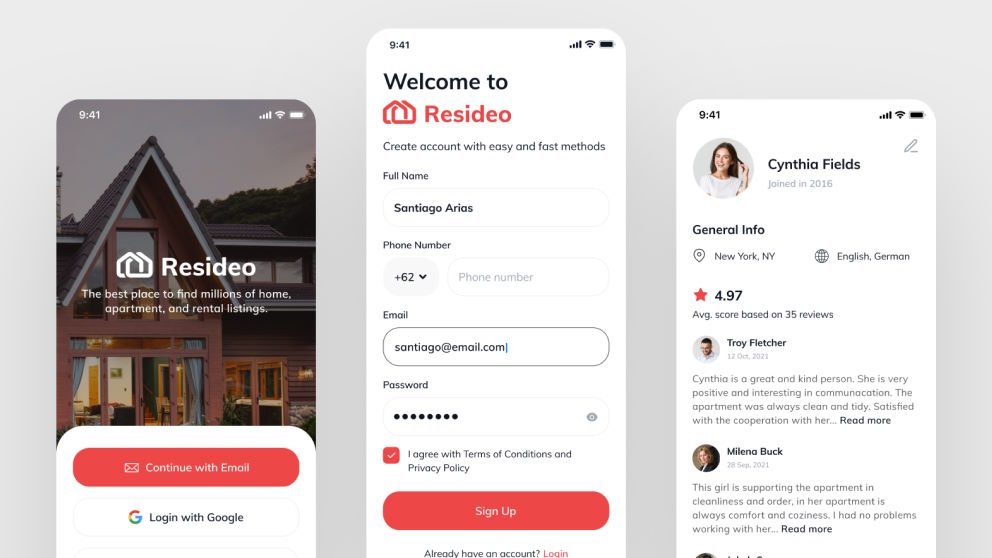 9:41
Resideo
The best place to find millions of home,
apartment, and rental listings.
Continue with Email
Login with Google
9:41
Welcome to
Resideo
Create account with easy and fast methods
Full Name
Santiago Arias
Phone Number
+62
Phone number
Email
santiago@email.com
Password
I agree with Terms of Conditions and
Privacy Policy
Sign Up
Already have an account? Login
9:41
Cynthia Fields
Joined in 2016
General Info
New York, NY
English, German
4.97
Avg. score based on 35 reviews
Troy Fletcher
12 Oct, 2021
Cynthia is a great and kind person. She is very
positive and interesting in communacation. The
apartment was always clean and tidy. Satisfied
with the cooperation with her... Read more
Milena Buck
28 Sep, 2021
This girl is supporting the apartment in
cleanliness and order, in her apartment is
always comfort and coziness. I had no problems
working with her... Read more